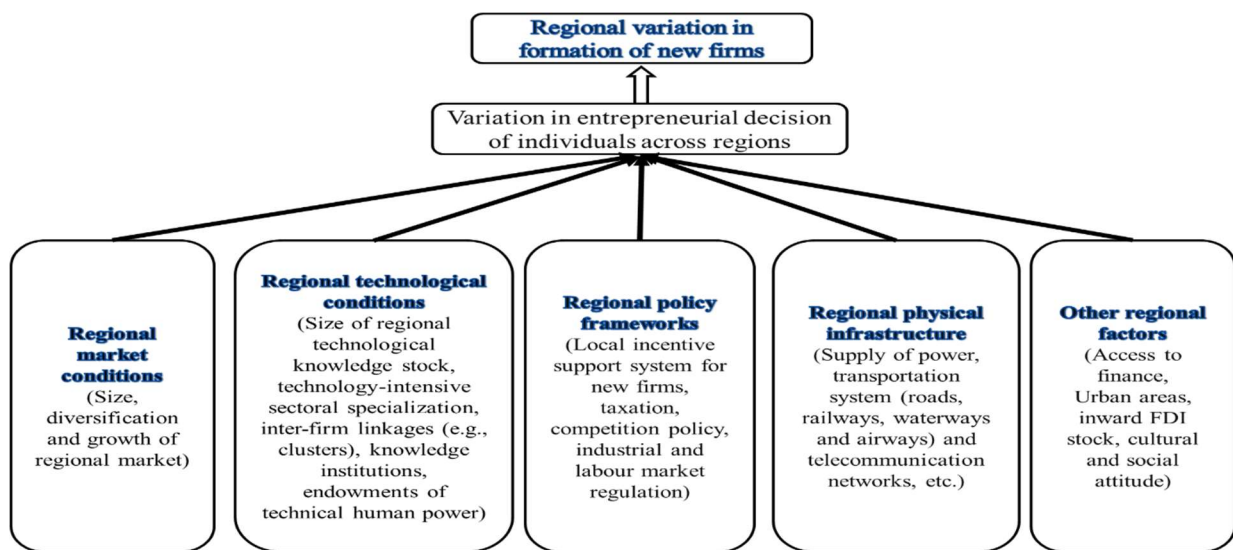 Regional variation in
formation of new firms
Variation in entrepreneurial decision
of individuals across regions
Regional
market
conditions
(Size,
diversification
and growth of
regional market)
Regional technological
conditions
(Size of regional
technological
knowledge stock,
technology-intensive
sectoral specialization,
inter-firm linkages (e.g.,
clusters), knowledge
institutions,
endowments of
technical human power)
Regional policy
frameworks
(Local incentive
support system for
new firms,
taxation,
competition policy,
industrial and
labour market
regulation)
Regional physical
infrastructure
(Supply of power,
transportation
system (roads,
railways, waterways
and airways) and
telecommunication
networks, etc.)
Other regional
factors
(Access to
finance,
Urban areas,
inward FDI
stock, cultural
and social
attitude)